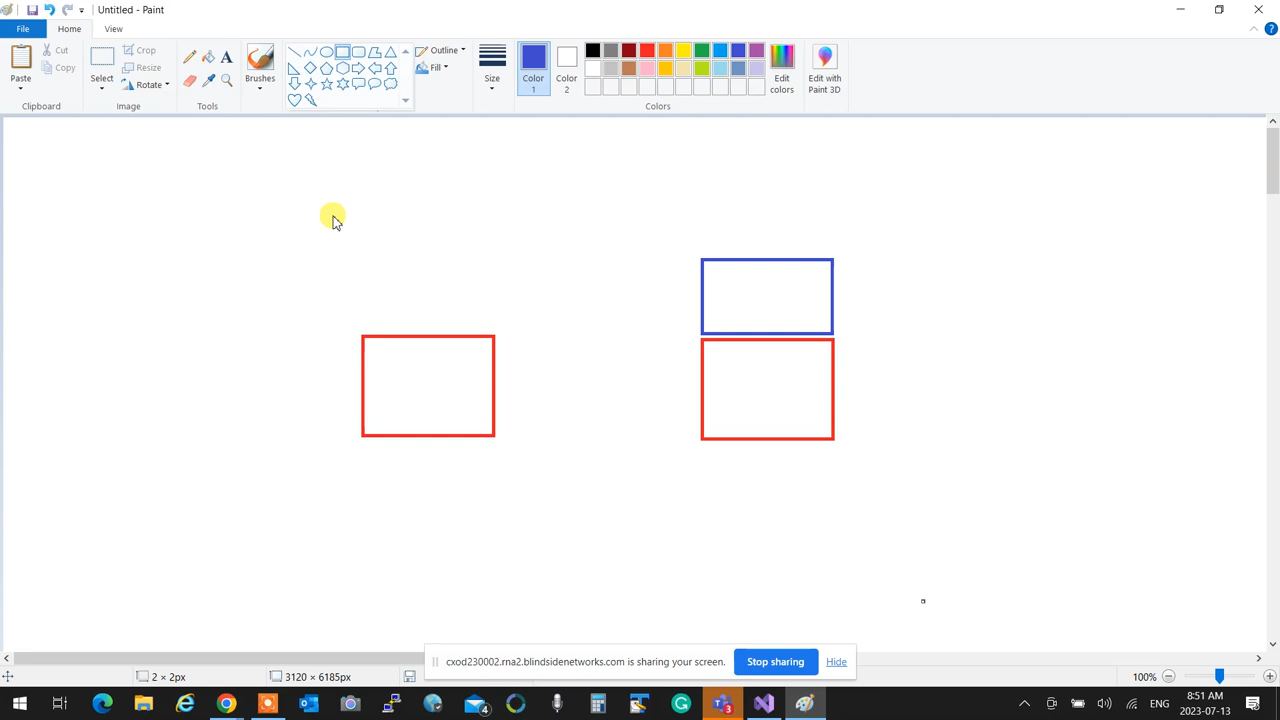 Untitled - Paint
File
Home
View
Paste
Cut
Copy
Clipboard
Select
Crop
Resize
Rotate
Image
Tools
Brushes
Outline
Fill
Size
Color
1
Color
2
Edit
colors
Colors
Edit with
Paint 3D
cxod230002.rna2.blindsidenetworks.com is sharing your screen.
Stop sharing
Hide
2 × 2px
3120 × 6185px
100%
4
3
ENG
8:51 AM
2023-07-13